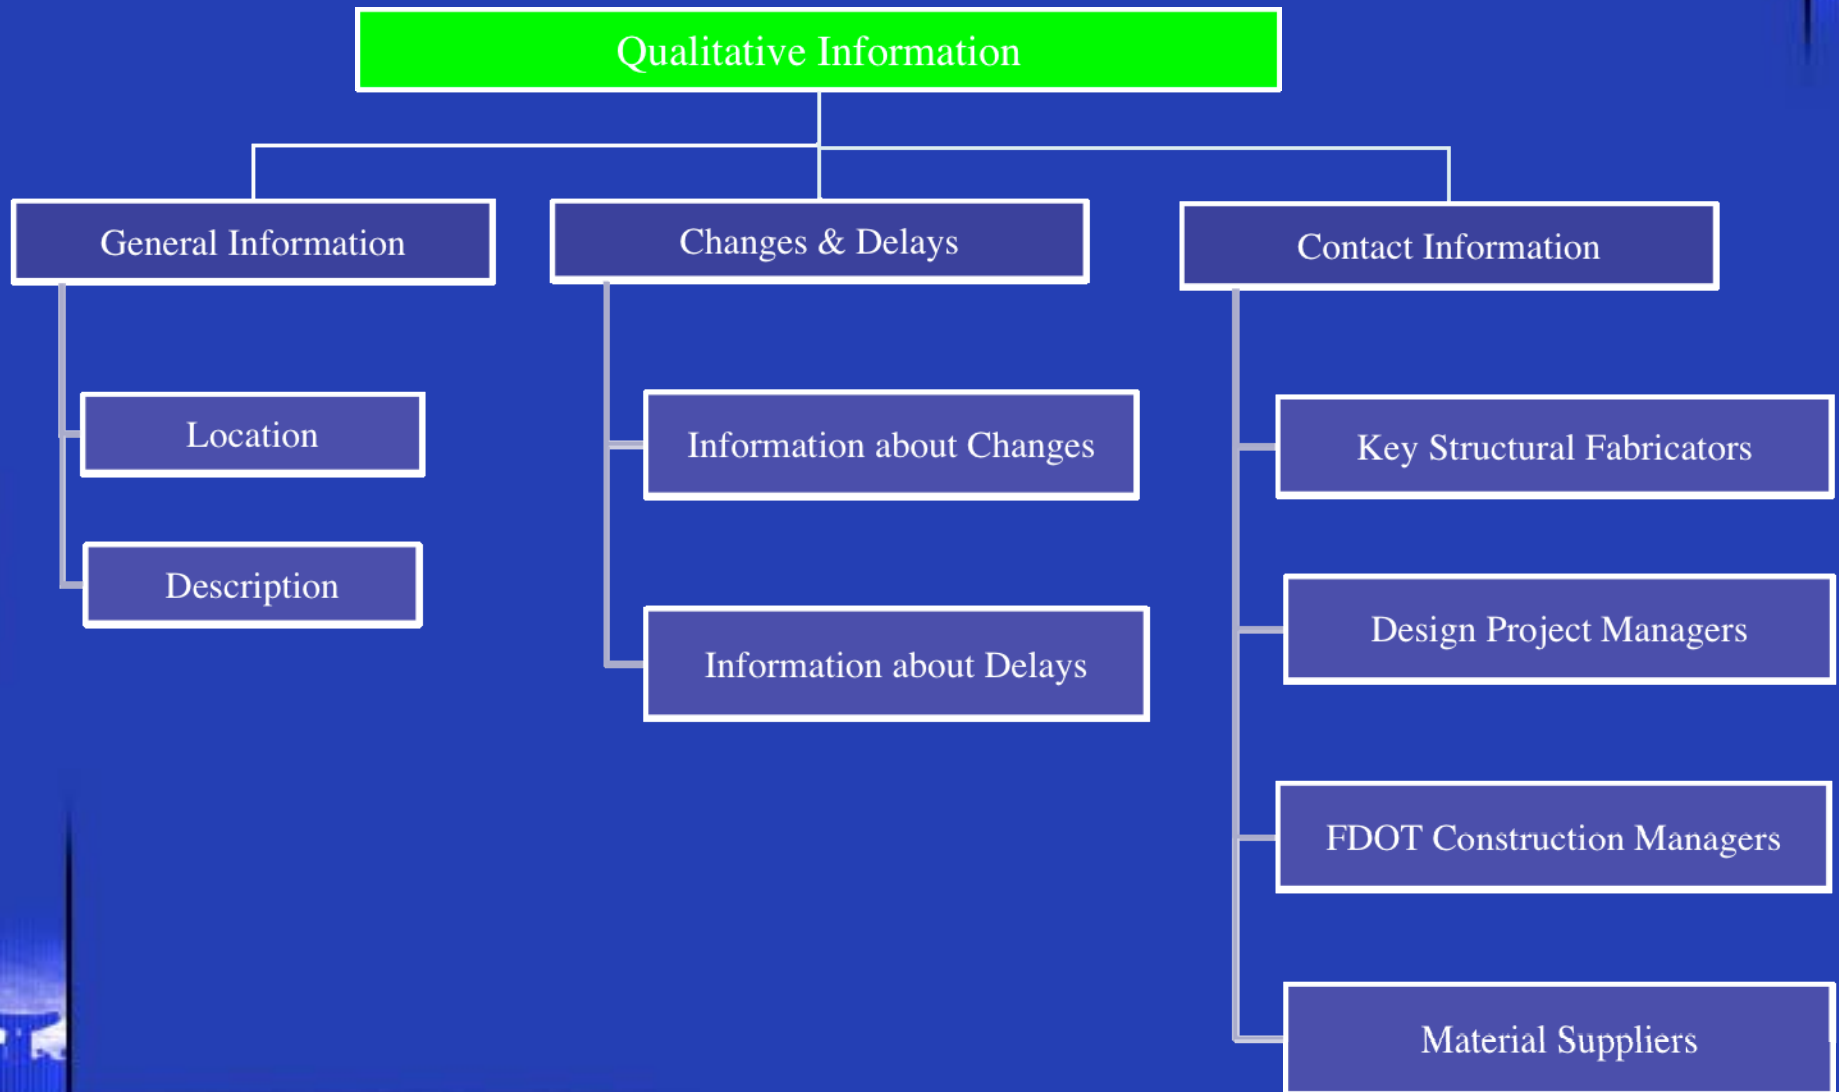 Qualitative Information
General Information
Changes & Delays
Contact Information
Location
Description
Information about Changes
Information about Delays
Key Structural Fabricators
Design Project Managers
FDOT Construction Managers
Material Suppliers